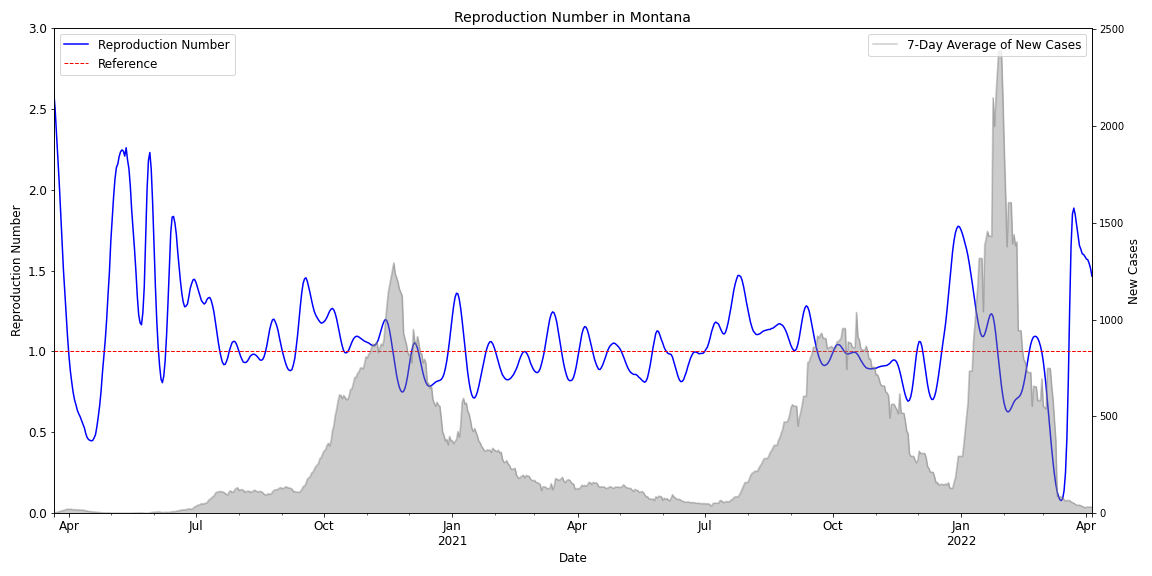 Reproduction Number in Montana
Reproduction Number
Reference
7-Day Average of New Cases
Reproduction Number
3.0
2.5
2.0
1.5
1.0
0.5
0.0
2500
2000
1500
1000
500
0
New Cases
Apr
Jul
Oct
Jan
2021
Apr
Jul
Oct
Jan
2022
Apr
Date